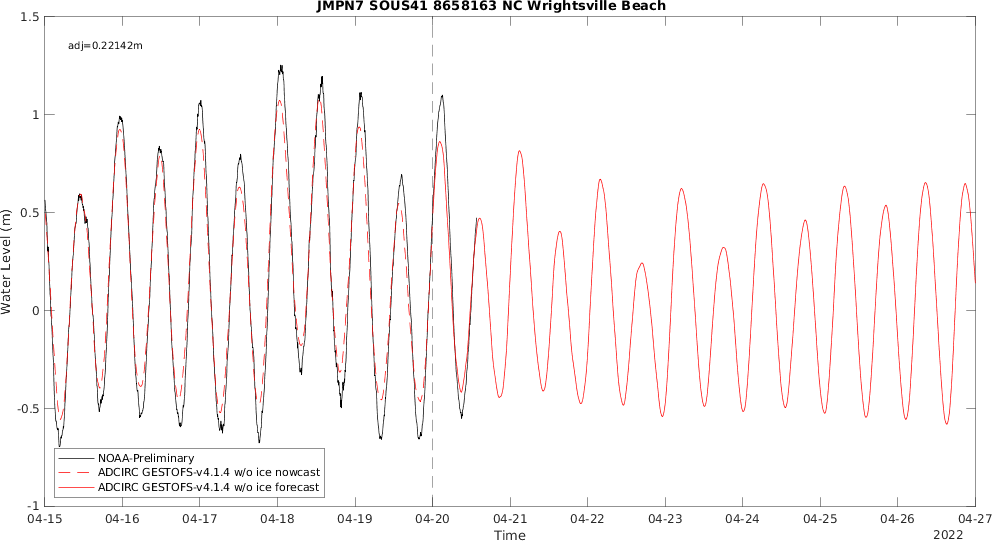 JMPN7 SOUS41 8658163 NC Wrightsville Beach
1.5
adj=0.22142m
1
0.5
0
-0.5
-1
Water Level (m)
NOAA-Preliminary
ADCIRC GESTOFS-v4.1.4 w/o ice nowcast
ADCIRC GESTOFS-v4.1.4 w/o ice forecast
04-15 04-16 04-17 04-18 04-19 04-20 04-21 04-22 04-23 04-24 04-25 04-26 04-27
Time
2022